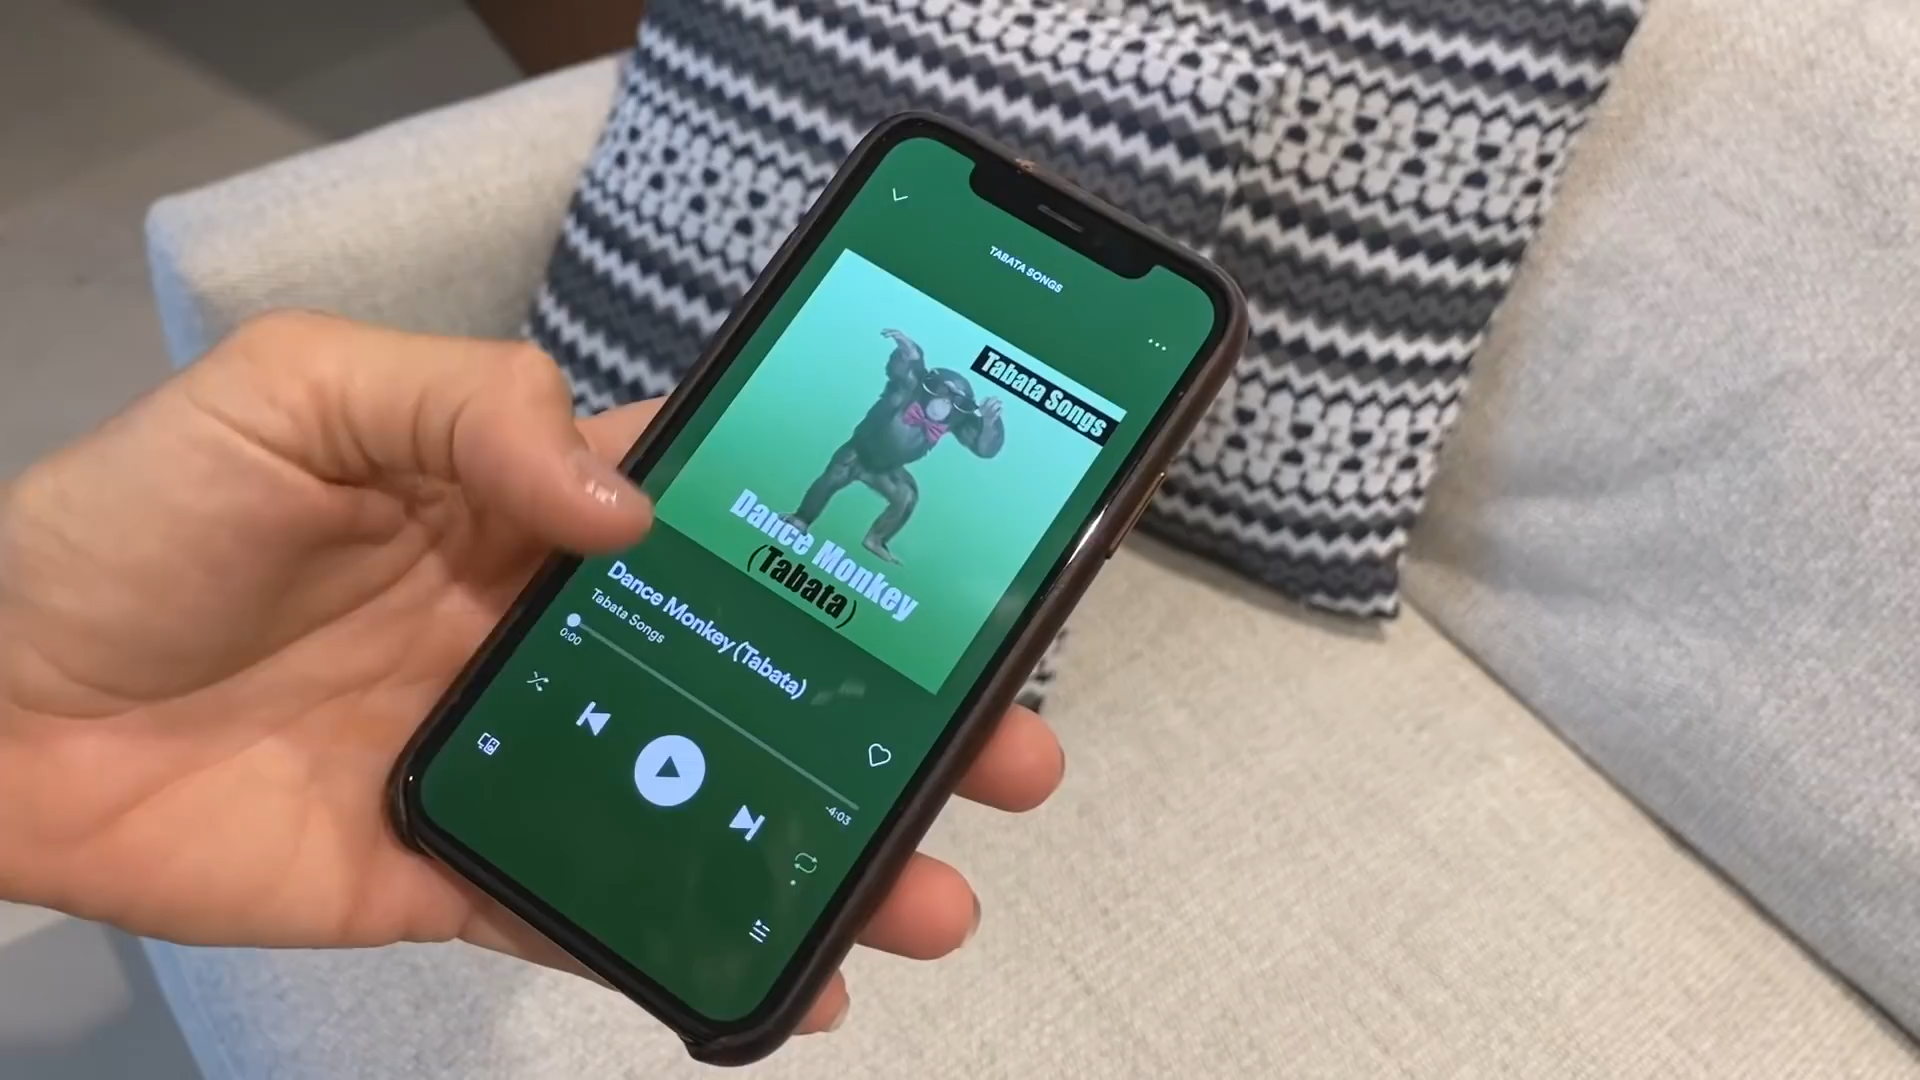 TABATA SONGS
Tabata Songs
Dance Monkey
(Tabata)
Dance Monkey (Tabata)
Tabata Songs
0:00
-4:03